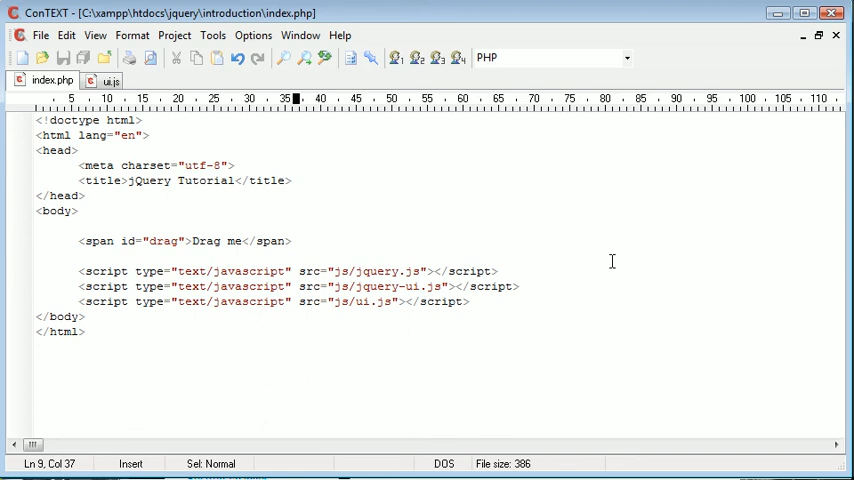 ConTEXT - [C:\xampp\htdocs\jquery\introduction\index.php]
File Edit View Format Project Tools Options Window Help
1 2 3 4 PHP
index.php ui.js
5 10 15 20 25 30 35 40 45 50 55 60 65 70 75 80 85 90 95 100 105 110
<!doctype html>
<html lang="en">
<head>
<meta charset="utf-8">
<title>jQuery Tutorial</title>
</head>
<body>
<span id="drag">Drag me</span>
<script type="text/javascript" src="js/jquery.js"></script>
<script type="text/javascript" src="js/jquery-ui.js"></script>
<script type="text/javascript" src="js/ui.js"></script>
</body>
</html>
Ln 9, Col 37 Insert Sel: Normal DOS File size: 386